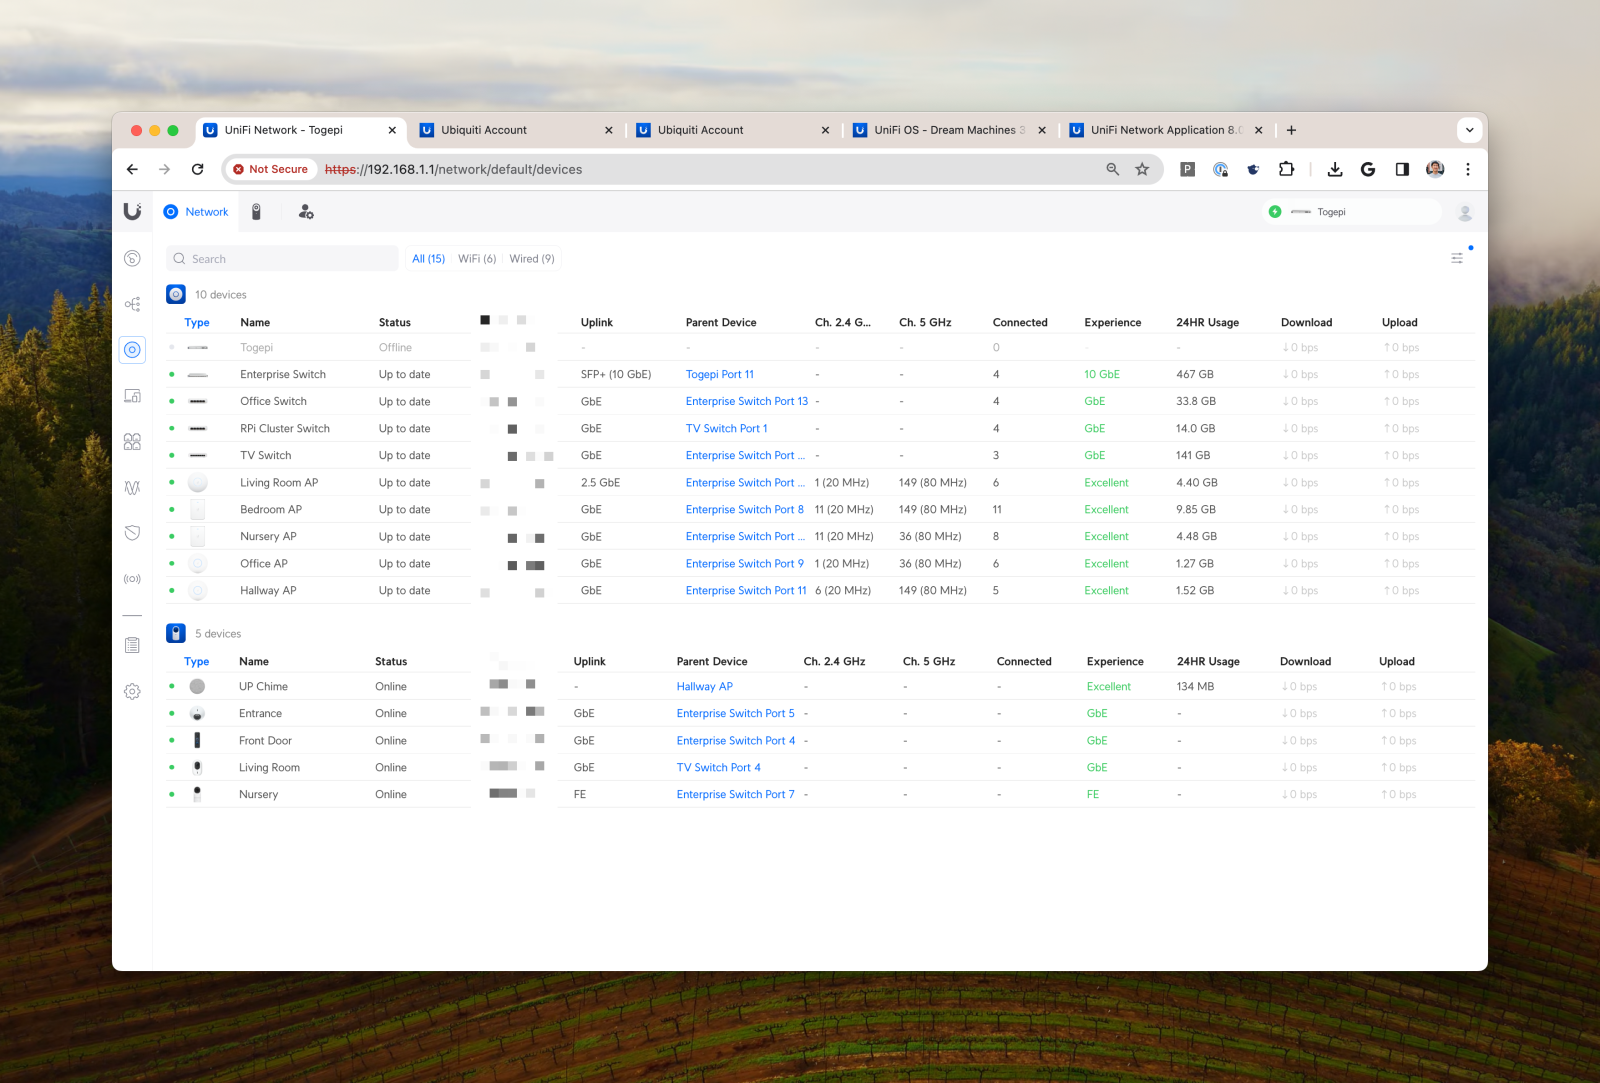 UniFi Network - Togepi
Ubiquiti Account
Ubiquiti Account
UniFi OS - Dream Machines 3
UniFi Network Application 8.0
Not Secure https://192.168.1.1/network/default/devices
P
Network
Togepi
Search
All (15) WiFi (6) Wired (9)
10 devices
Type Name Status Uplink Parent Device Ch. 2.4 G... Ch. 5 GHz Connected Experience 24HR Usage Download Upload
Togepi Offline - - - - 0 - - ↓0 bps ↑0 bps
Enterprise Switch Up to date SFP+ (10 GbE) Togepi Port 11 - - 4 10 GbE 467 GB ↓0 bps ↑0 bps
Office Switch Up to date GbE Enterprise Switch Port 13 - - 4 GbE 33.8 GB ↓0 bps ↑0 bps
RPi Cluster Switch Up to date GbE TV Switch Port 1 - - 4 GbE 14.0 GB ↓0 bps ↑0 bps
TV Switch Up to date GbE Enterprise Switch Port ... - - 3 GbE 141 GB ↓0 bps ↑0 bps
Living Room AP Up to date 2.5 GbE Enterprise Switch Port ... 1 (20 MHz) 149 (80 MHz) 6 Excellent 4.40 GB ↓0 bps ↑0 bps
Bedroom AP Up to date GbE Enterprise Switch Port 8 11 (20 MHz) 149 (80 MHz) 11 Excellent 9.85 GB ↓0 bps ↑0 bps
Nursery AP Up to date GbE Enterprise Switch Port ... 11 (20 MHz) 36 (80 MHz) 8 Excellent 4.48 GB ↓0 bps ↑0 bps
Office AP Up to date GbE Enterprise Switch Port 9 1 (20 MHz) 36 (80 MHz) 6 Excellent 1.27 GB ↓0 bps ↑0 bps
Hallway AP Up to date GbE Enterprise Switch Port 11 6 (20 MHz) 149 (80 MHz) 5 Excellent 1.52 GB ↓0 bps ↑0 bps
5 devices
Type Name Status Uplink Parent Device Ch. 2.4 GHz Ch. 5 GHz Connected Experience 24HR Usage Download Upload
UP Chime Online - Hallway AP - - - Excellent 134 MB ↓0 bps ↑0 bps
Entrance Online GbE Enterprise Switch Port 5 - - - GbE - ↓0 bps ↑0 bps
Front Door Online GbE Enterprise Switch Port 4 - - - GbE - ↓0 bps ↑0 bps
Living Room Online GbE TV Switch Port 4 - - - GbE - ↓0 bps ↑0 bps
Nursery Online FE Enterprise Switch Port 7 - - - FE - ↓0 bps ↑0 bps